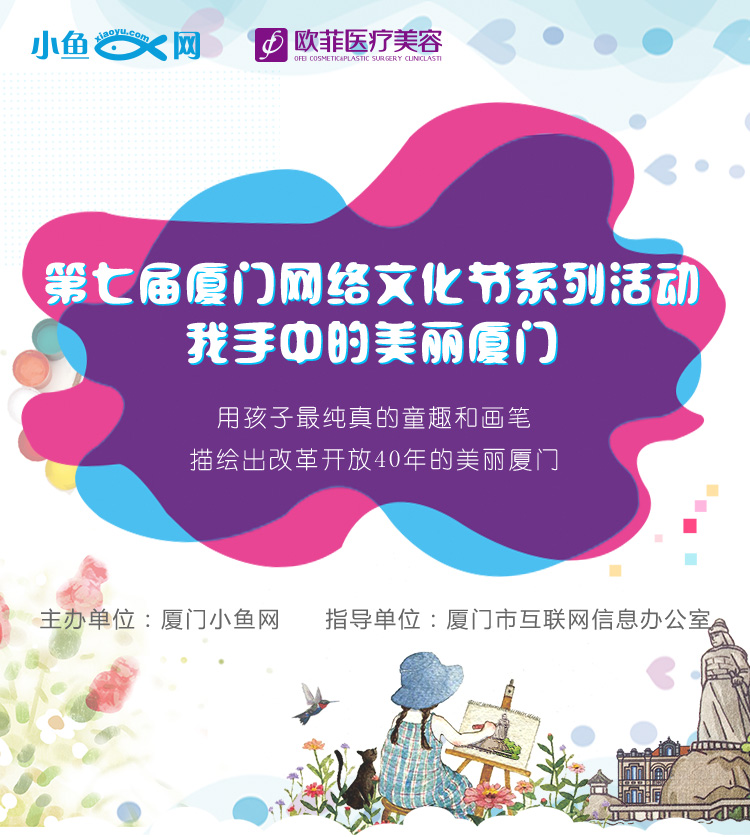 小鱼 xiaoyu.com 网
欧菲医疗美容
OFEI COSMETIC&PLASTIC SURGERY CLINICLASTI
第七届厦门网络文化节系列活动
我手中的美丽厦门
用孩子最纯真的童趣和画笔
描绘出改革开放40年的美丽厦门
主办单位：厦门小鱼网 指导单位：厦门市互联网信息办公室